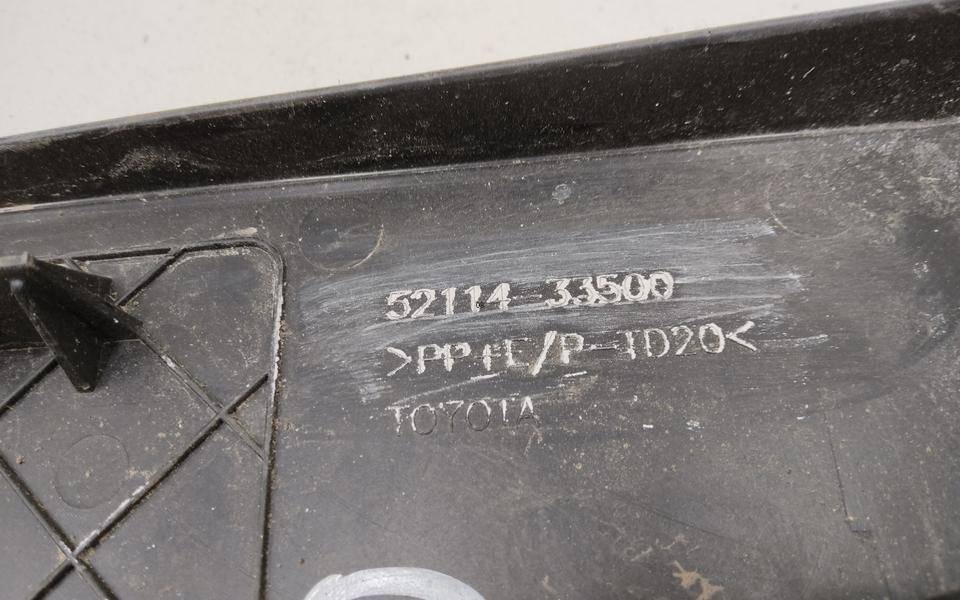 52114-33500
>PP+E/P-TD20<
TOYOTA